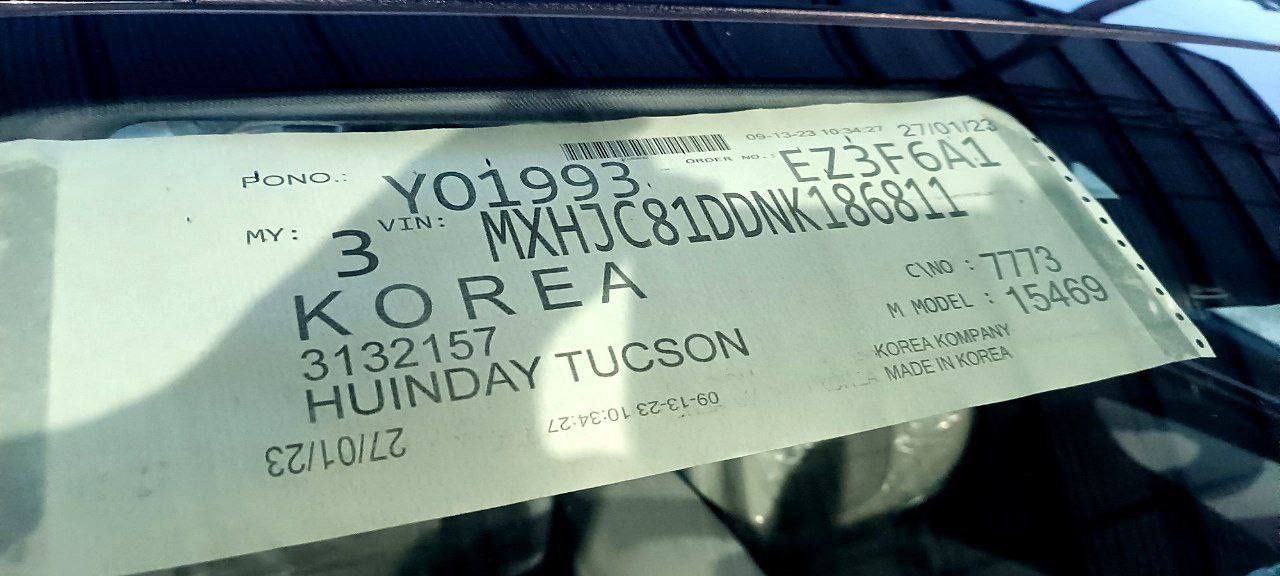 09-13-23 10:34:27 27/01/23
PONO.: Y01993 ORDER NO.: EZ3F6A1
MY: 3 VIN: MXHJC81DDNK186811
KOREA
C\NO : 7773
3132157
M MODEL : 15469
HUINDAY TUCSON
KOREA KOMPANY
MADE IN KOREA
09-13-23 10:34:27
27/01/23